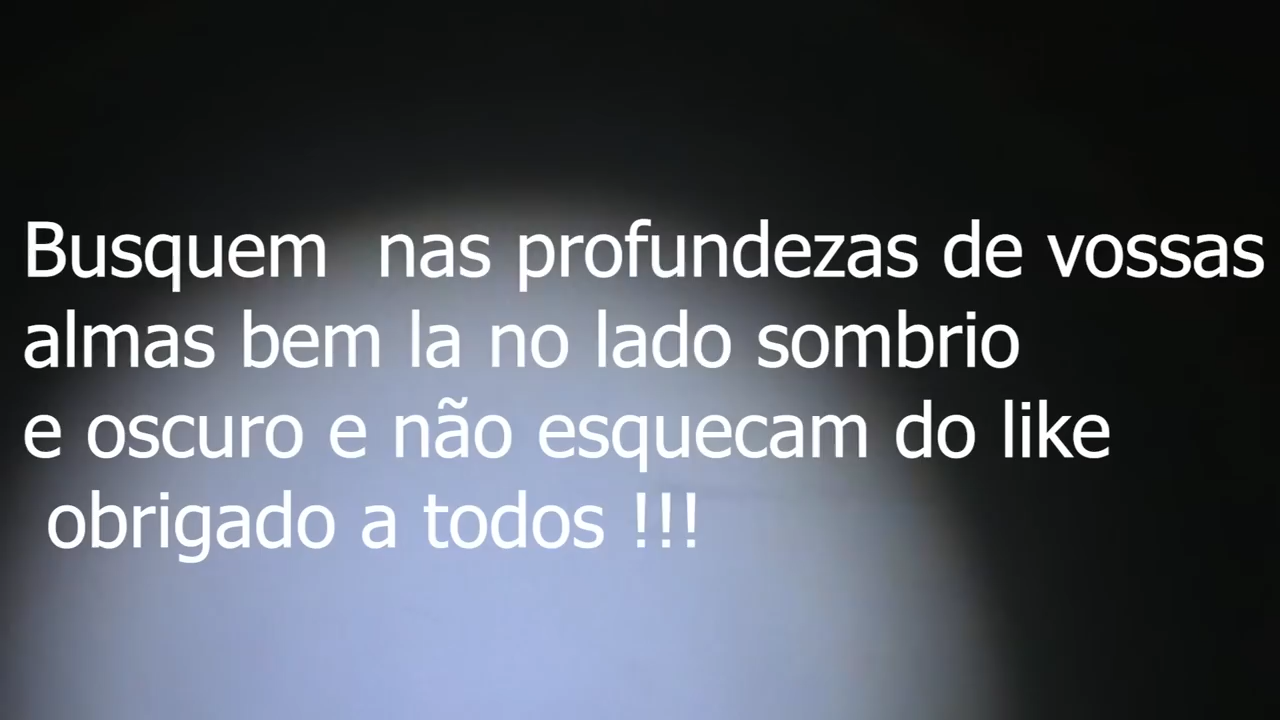 Busquem  nas profundezas de vossas
almas bem la no lado sombrio
e oscuro e não esquecam do like
obrigado a todos !!!